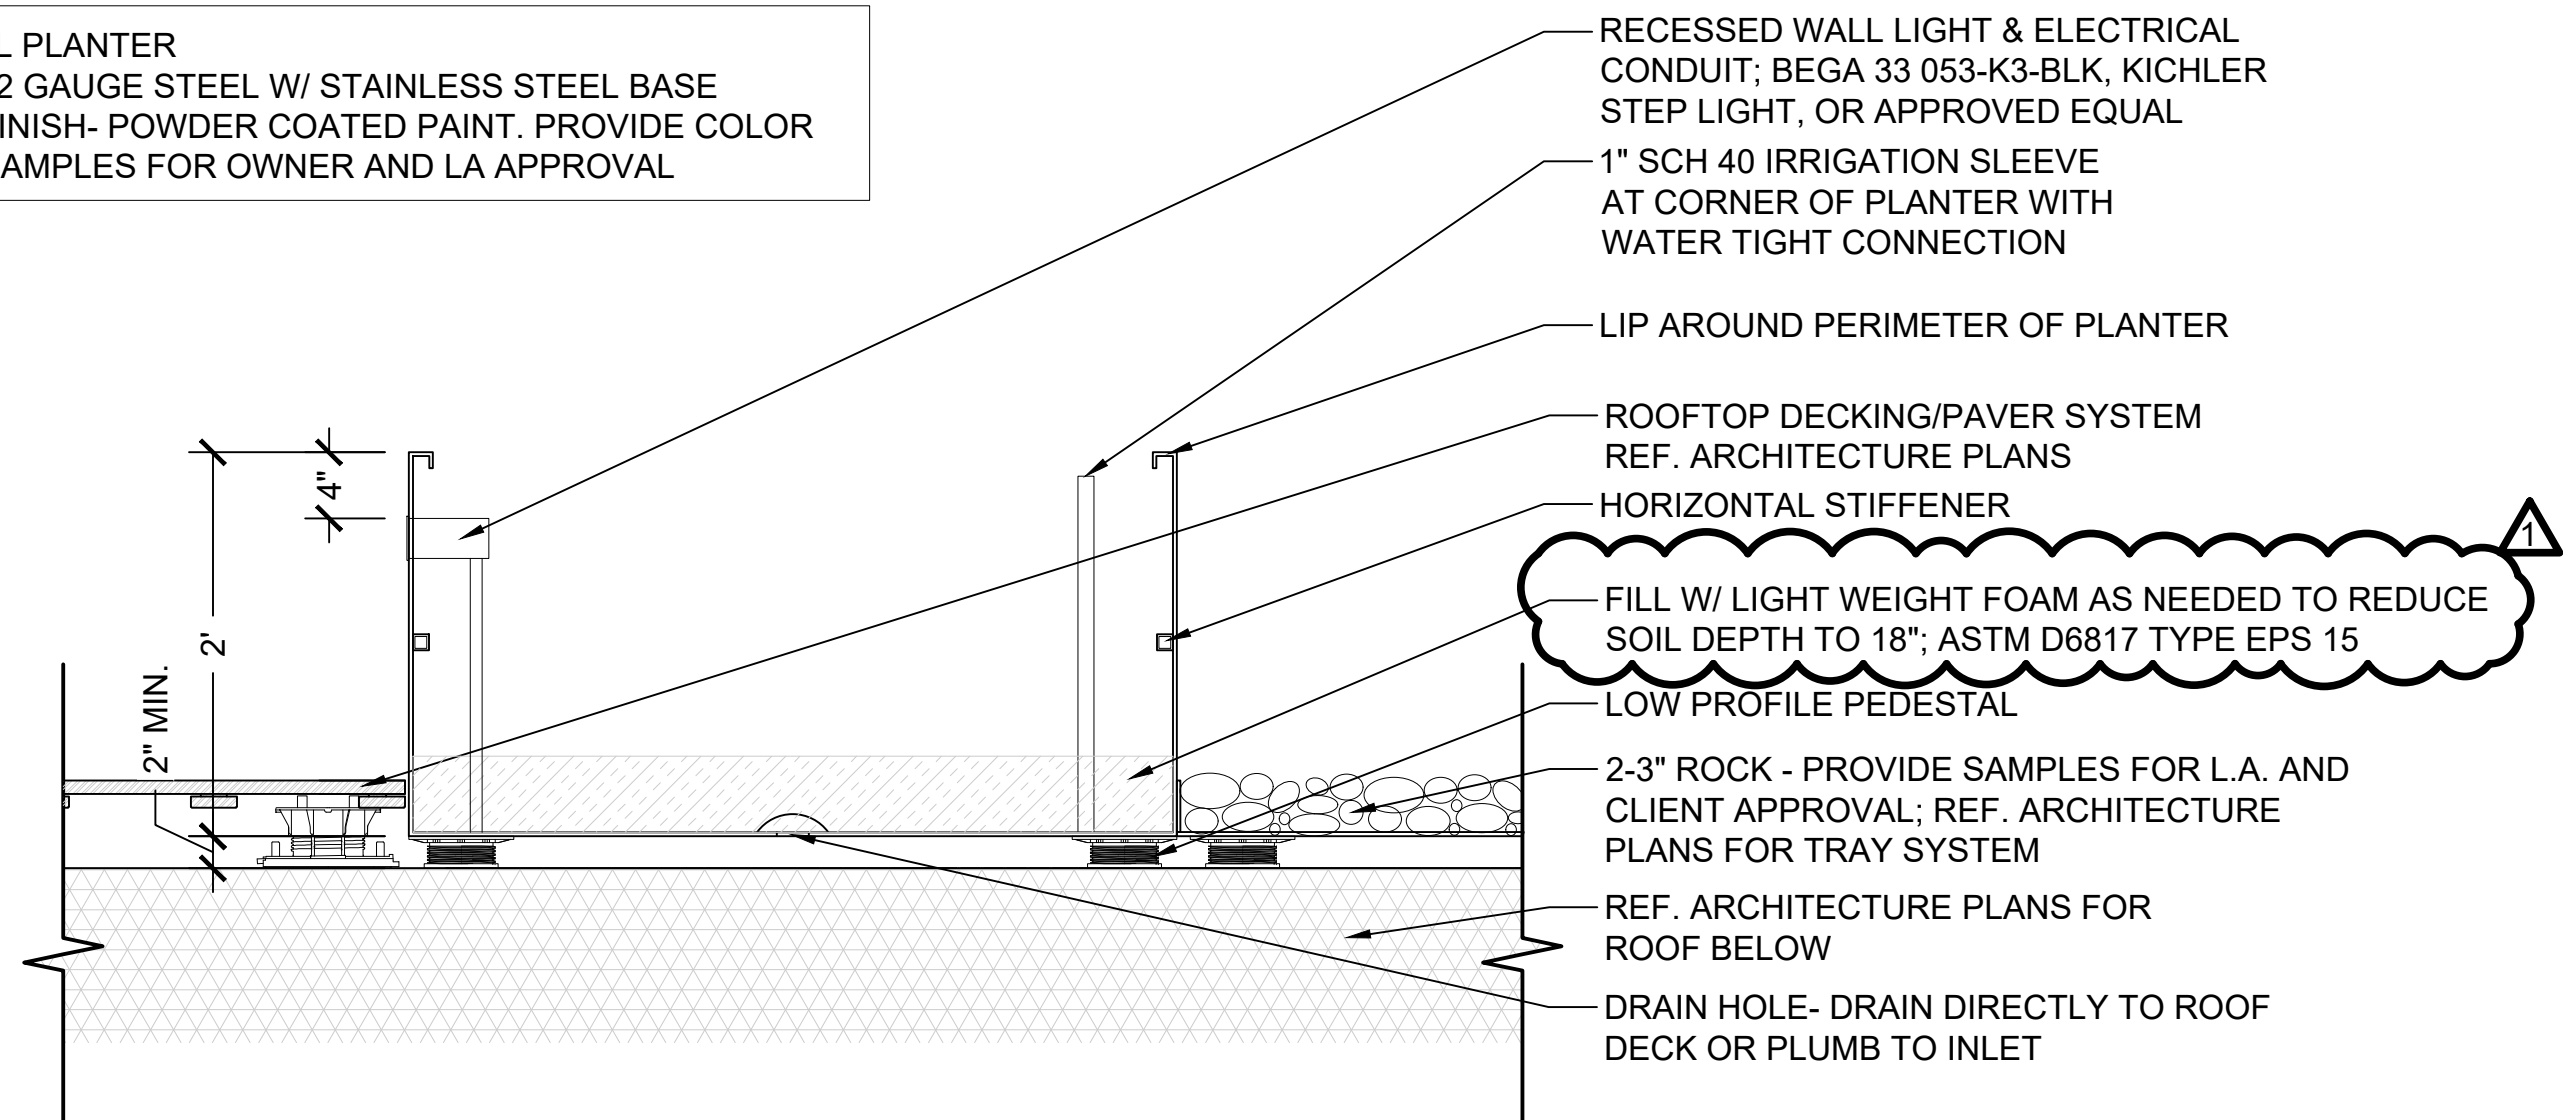 L PLANTER
2 GAUGE STEEL W/ STAINLESS STEEL BASE
INISH- POWDER COATED PAINT. PROVIDE COLOR
AMPLES FOR OWNER AND LA APPROVAL
RECESSED WALL LIGHT & ELECTRICAL
CONDUIT; BEGA 33 053-K3-BLK, KICHLER
STEP LIGHT, OR APPROVED EQUAL
1" SCH 40 IRRIGATION SLEEVE
AT CORNER OF PLANTER WITH
WATER TIGHT CONNECTION
LIP AROUND PERIMETER OF PLANTER
ROOFTOP DECKING/PAVER SYSTEM
REF. ARCHITECTURE PLANS
HORIZONTAL STIFFENER
1
FILL W/ LIGHT WEIGHT FOAM AS NEEDED TO REDUCE
SOIL DEPTH TO 18"; ASTM D6817 TYPE EPS 15
LOW PROFILE PEDESTAL
2-3" ROCK - PROVIDE SAMPLES FOR L.A. AND
CLIENT APPROVAL; REF. ARCHITECTURE
PLANS FOR TRAY SYSTEM
REF. ARCHITECTURE PLANS FOR
ROOF BELOW
DRAIN HOLE- DRAIN DIRECTLY TO ROOF
DECK OR PLUMB TO INLET
4"
2'
2" MIN.